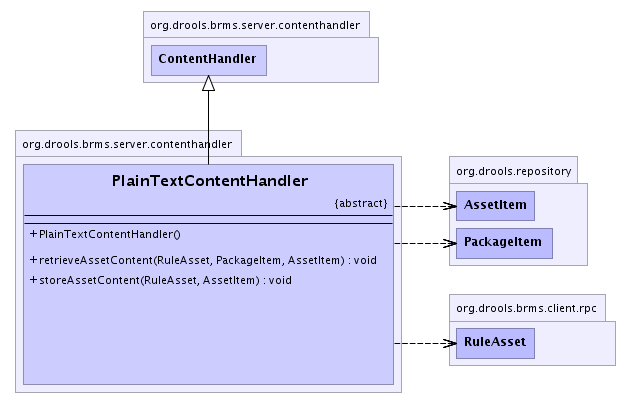 org.drools.brms.server.contenthandler
ContentHandler
org.drools.brms.server.contenthandler
PlainTextContentHandler
{abstract}
+PlainTextContentHandler()
+retrieveAssetContent(RuleAsset, PackageItem, AssetItem) : void
+storeAssetContent(RuleAsset, AssetItem) : void
org.drools.repository
AssetItem
PackageItem
org.drools.brms.client.rpc
RuleAsset